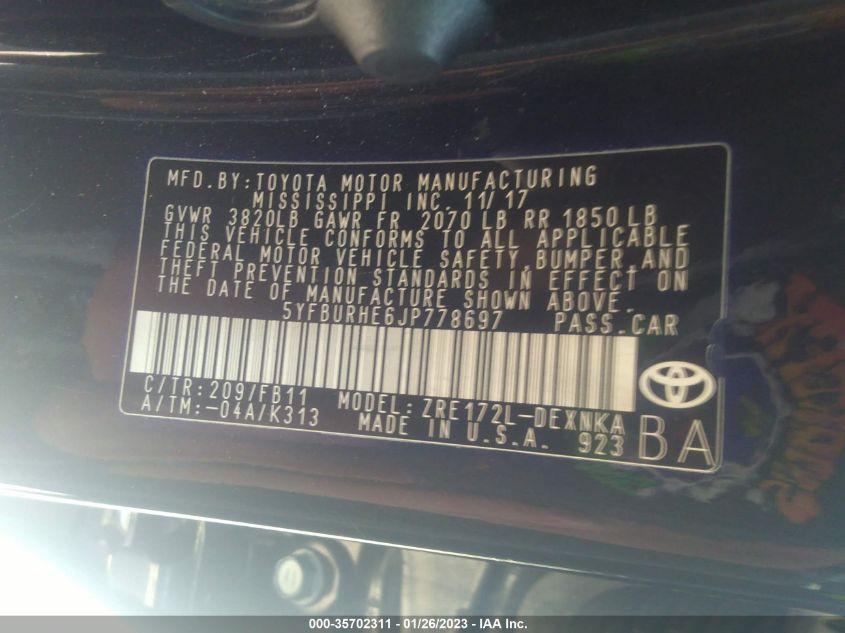 MFD.BY:TOYOTA MOTOR MANUFACTURING
MISSISSIPPI INC. 11/17
GVWR 3820LB GAWR FR 2070 LB RR 1850 LB
THIS VEHICLE CONFORMS TO ALL APPLICABLE
FEDERAL MOTOR VEHICLE SAFETY,BUMPER,AND
THEFT PREVENTION STANDARDS IN EFFECT ON
THE DATE OF MANUFACTURE SHOWN ABOVE.
5YFBURHE6JP778697 PASS.CAR
C/TR:209/FB11 MODEL:ZRE172L-DEXNKA
A/TM:-04A/K313 MADE IN U.S.A. 923 BA
000-35702311 - 01/26/2023 - IAA Inc.